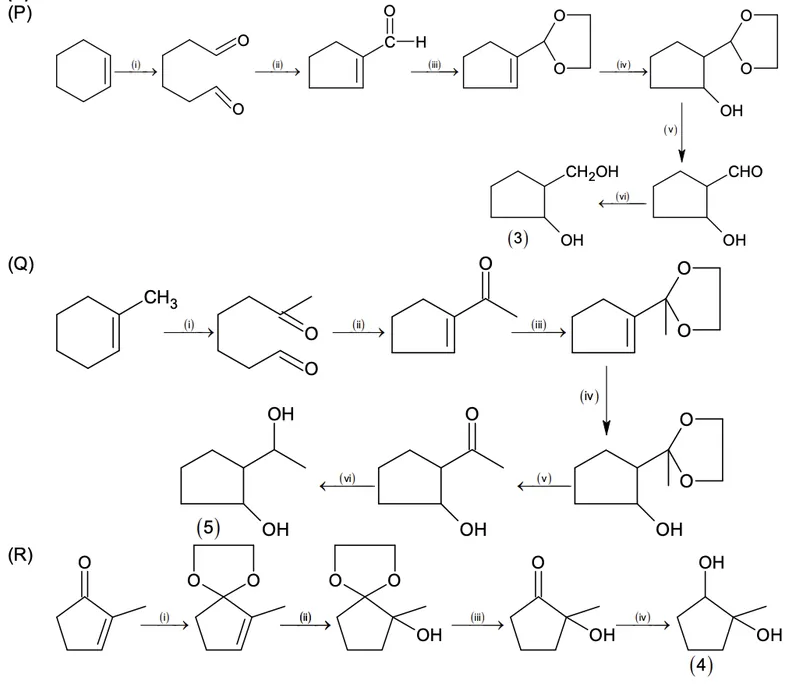 (P)
O
C H
O
O
O
O
(i) (ii) (iii) (iv)
O
O
OH
(v)
CH2OH
CHO
(vi)
(3) OH
OH
(Q)
CH3
O
O
O
(i) (ii) (iii)
O
O
(iv)
OH
O
O
O
(vi) (v)
(5) OH
OH
OH
(R)
O
O O
O O
O
OH
(i) (ii) (iii) (iv)
OH
OH
OH
(4)